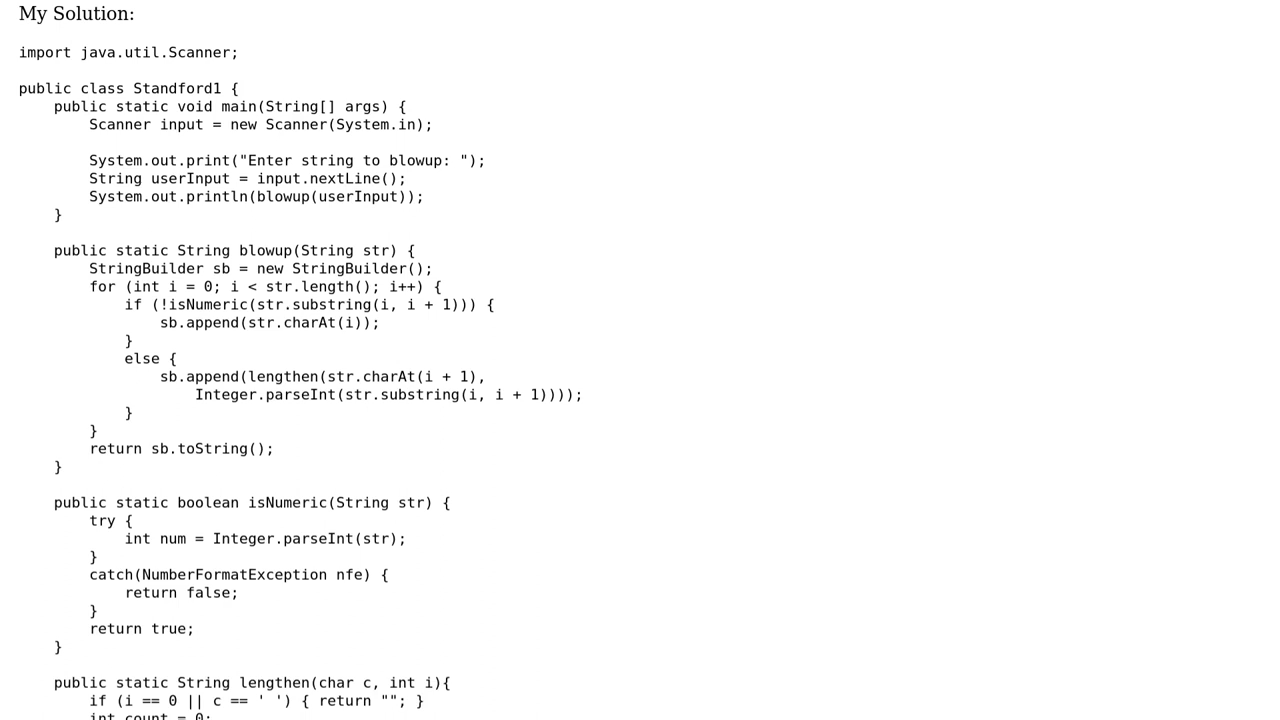 My Solution:
import java.util.Scanner;
public class Standford1 {
    public static void main(String[] args) {
        Scanner input = new Scanner(System.in);
        System.out.print("Enter string to blowup: ");
        String userInput = input.nextLine();
        System.out.println(blowup(userInput));
    }
    public static String blowup(String str) {
        StringBuilder sb = new StringBuilder();
        for (int i = 0; i < str.length(); i++) {
            if (!isNumeric(str.substring(i, i + 1))) {
                sb.append(str.charAt(i));
            }
            else {
                sb.append(lengthen(str.charAt(i + 1),
                    Integer.parseInt(str.substring(i, i + 1))));
            }
        }
        return sb.toString();
    }
    public static boolean isNumeric(String str) {
        try {
            int num = Integer.parseInt(str);
        }
        catch(NumberFormatException nfe) {
            return false;
        }
        return true;
    }
    public static String lengthen(char c, int i){
        if (i == 0 || c == ' ') { return ""; }
        int count = 0;